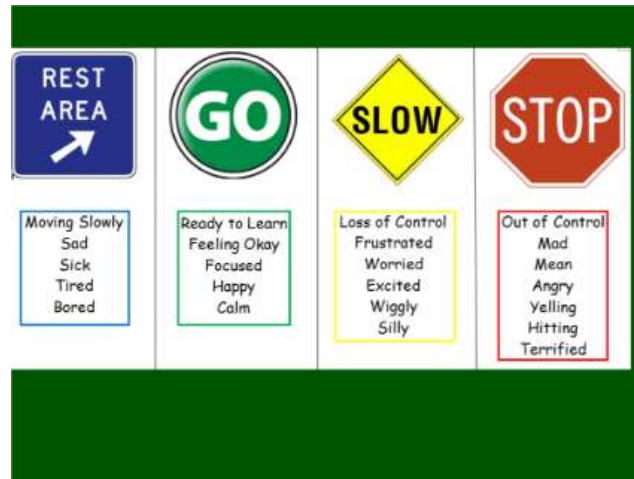 REST
AREA
GO
SLOW
STOP
Moving Slowly
Sad
Sick
Tired
Bored
Ready to Learn
Feeling Okay
Focused
Happy
Calm
Loss of Control
Frustrated
Worried
Excited
Wiggly
Silly
Out of Control
Mad
Mean
Angry
Yelling
Hitting
Terrified